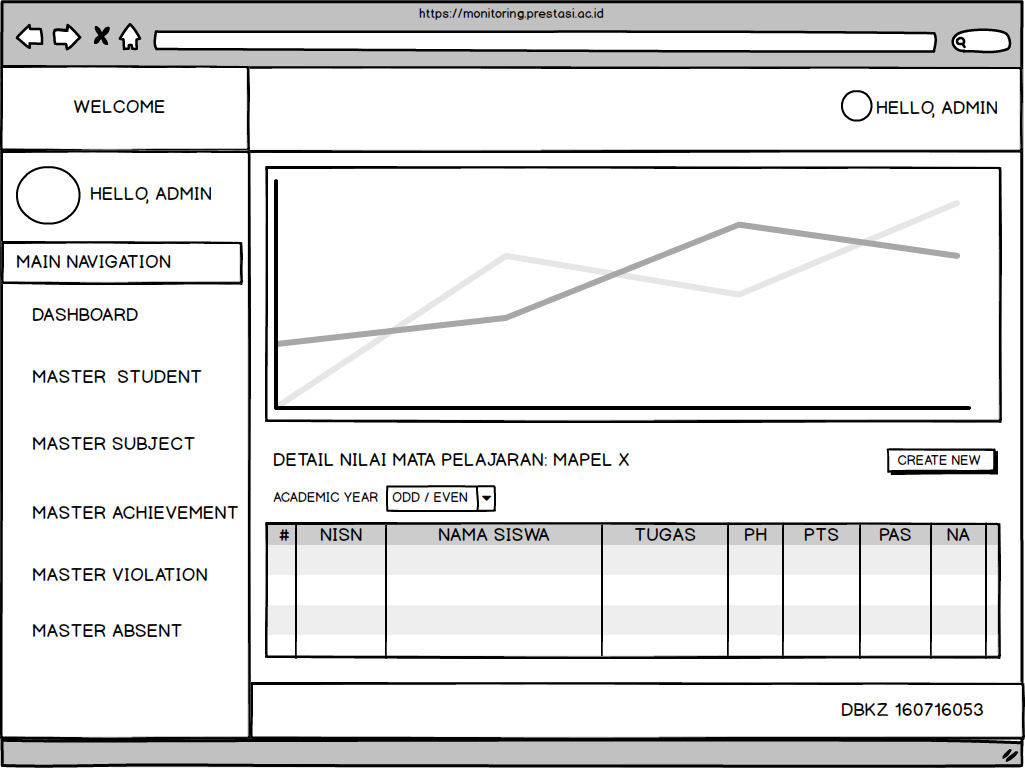 https://monitoring.prestasi.ac.id
WELCOME
HELLO, ADMIN
HELLO, ADMIN
MAIN NAVIGATION
DASHBOARD
MASTER STUDENT
MASTER SUBJECT
MASTER ACHIEVEMENT
MASTER VIOLATION
MASTER ABSENT
DETAIL NILAI MATA PELAJARAN: MAPEL X
CREATE NEW
ACADEMIC YEAR ODD / EVEN
# NISN NAMA SISWA TUGAS PH PTS PAS NA
DBKZ 160716053